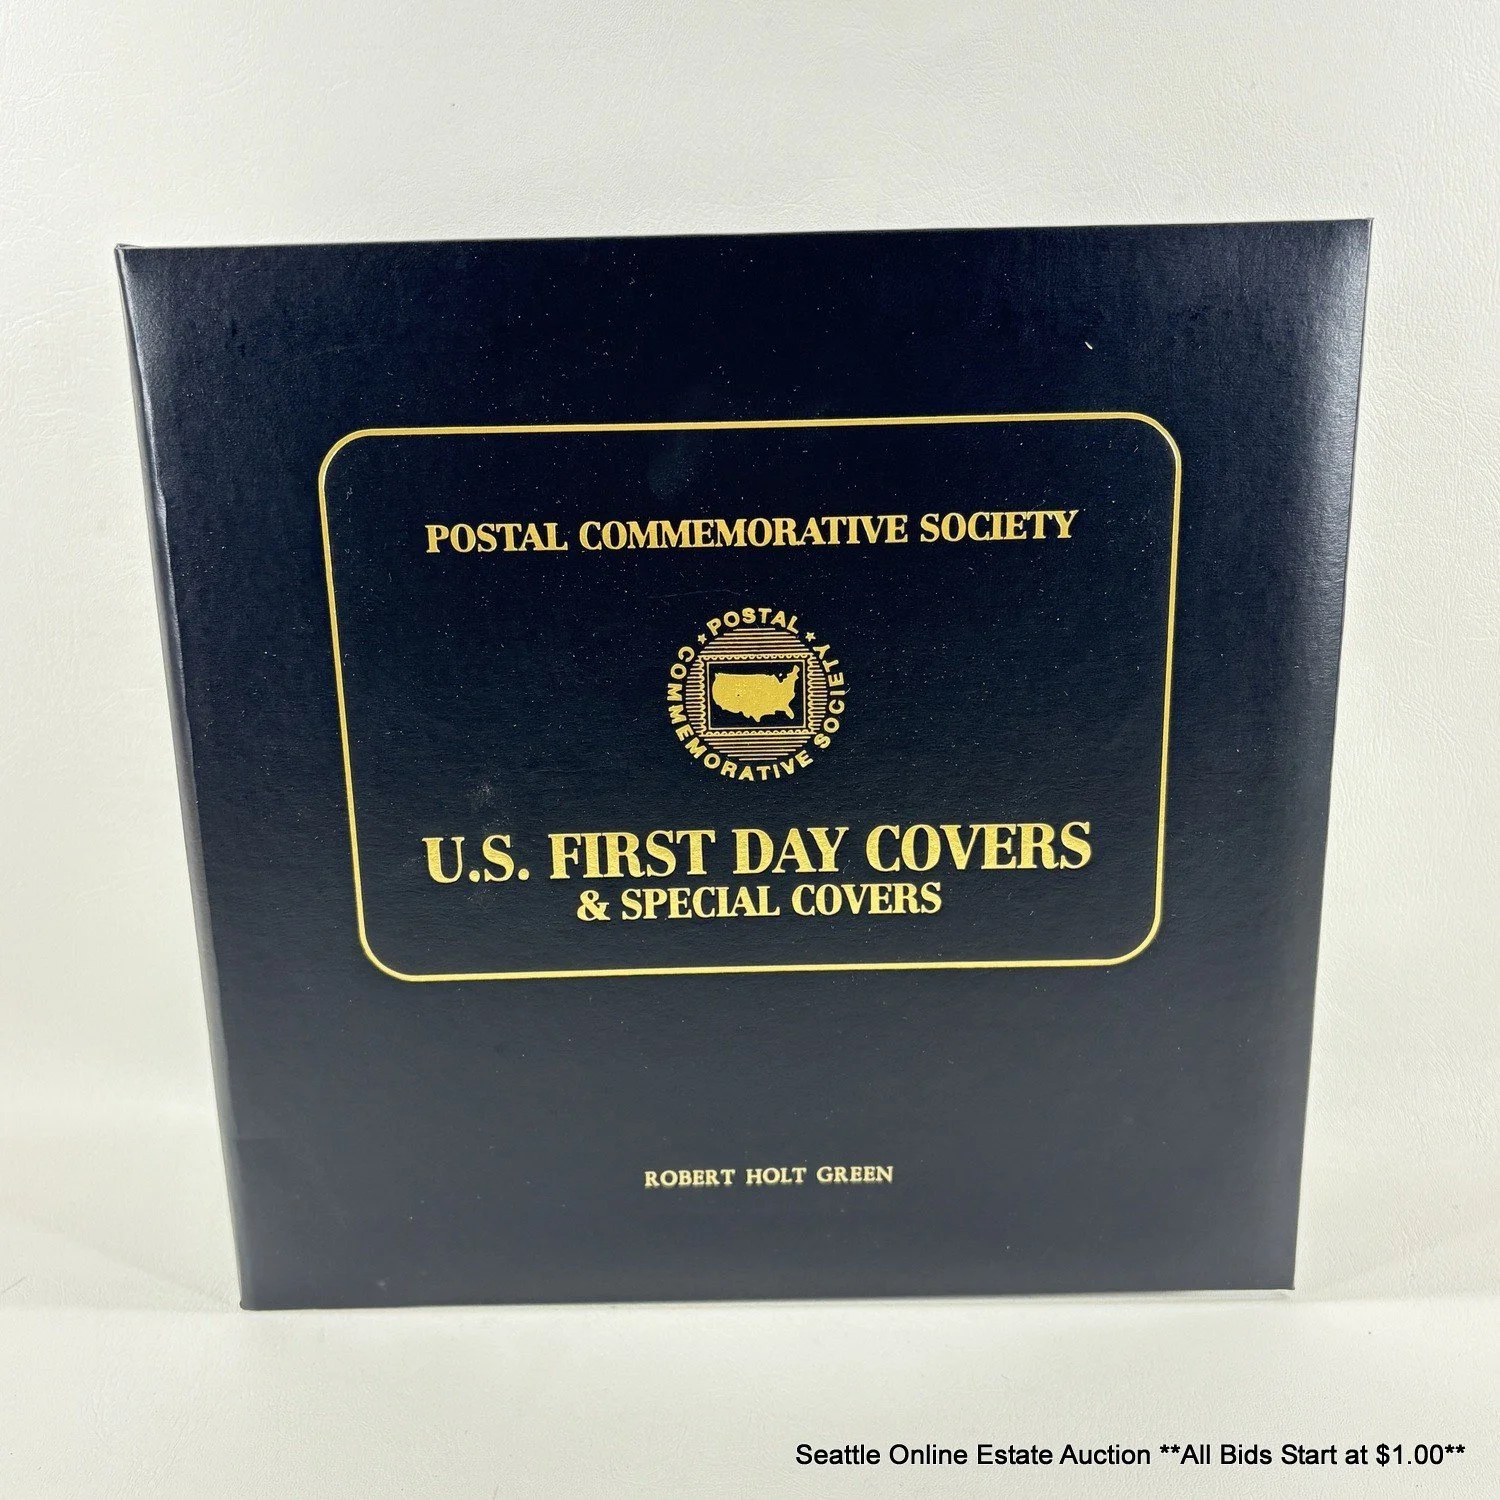 POSTAL COMMEMORATIVE SOCIETY
★ POSTAL ★
COMMEMORATIVE SOCIETY
U.S. FIRST DAY COVERS
& SPECIAL COVERS
ROBERT HOLT GREEN
Seattle Online Estate Auction **All Bids Start at $1.00**